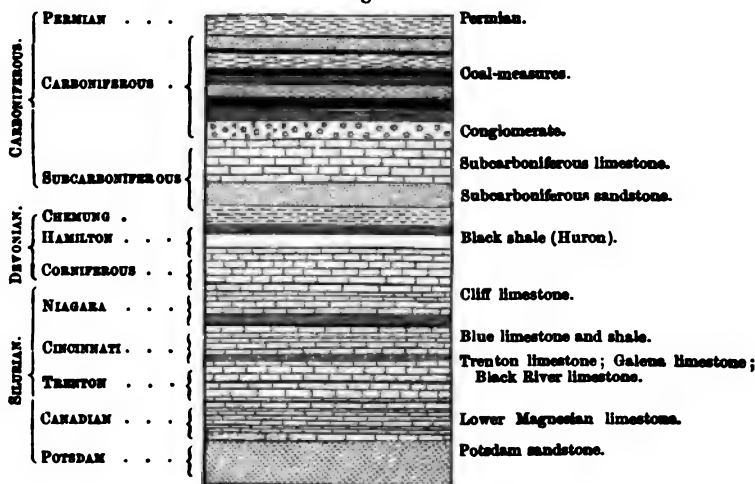 PERMIAN . . .
Permian.
CARBONIFEROUS.
CARBONIFEROUS .
Coal-measures.
Conglomerate.
Subcarboniferous limestone.
SUBCARBONIFEROUS
Subcarboniferous sandstone.
DEVONIAN.
CHEMUNG .
HAMILTON . . .
Black shale (Huron).
CORNIFEROUS . .
Cliff limestone.
SILURIAN.
NIAGARA . . .
CINCINNATI . . .
Blue limestone and shale.
TRENTON . . .
Trenton limestone; Galena limestone;
Black River limestone.
CANADIAN . . .
Lower Magnesian limestone.
POTSDAM . . .
Potsdam sandstone.